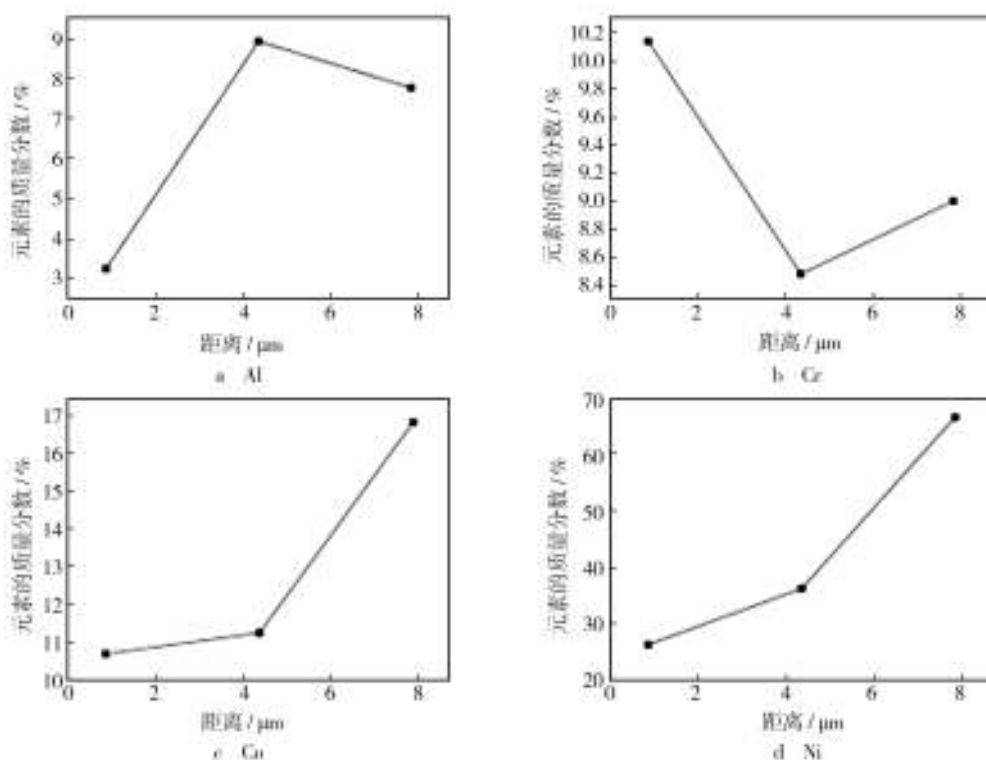 元素的质量分数 / %
9
8
7
6
5
4
3
0 2 4 6 8
距离 / μm
a Al
元素的质量分数 / %
10.2
10.0
9.8
9.6
9.4
9.2
9.0
8.8
8.6
8.4
0 2 4 6 8
距离 / μm
b Cr
元素的质量分数 / %
17
16
15
14
13
12
11
10
0 2 4 6 8
距离 / μm
c Co
元素的质量分数 / %
70
60
50
40
30
20
0 2 4 6 8
距离 / μm
d Ni